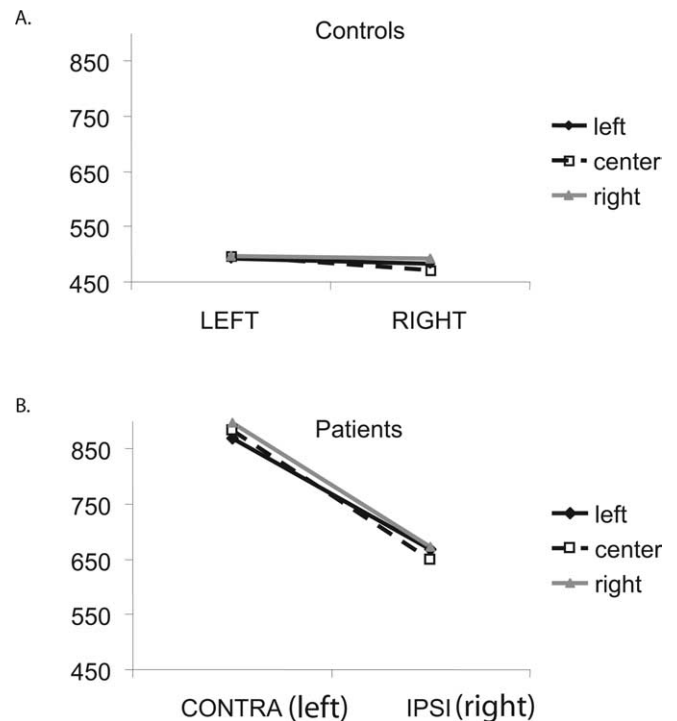 A.
Controls
850
750
650
550
450
LEFT RIGHT
left
center
right
B.
Patients
850
750
650
550
450
CONTRA (left) IPSI (right)
left
center
right